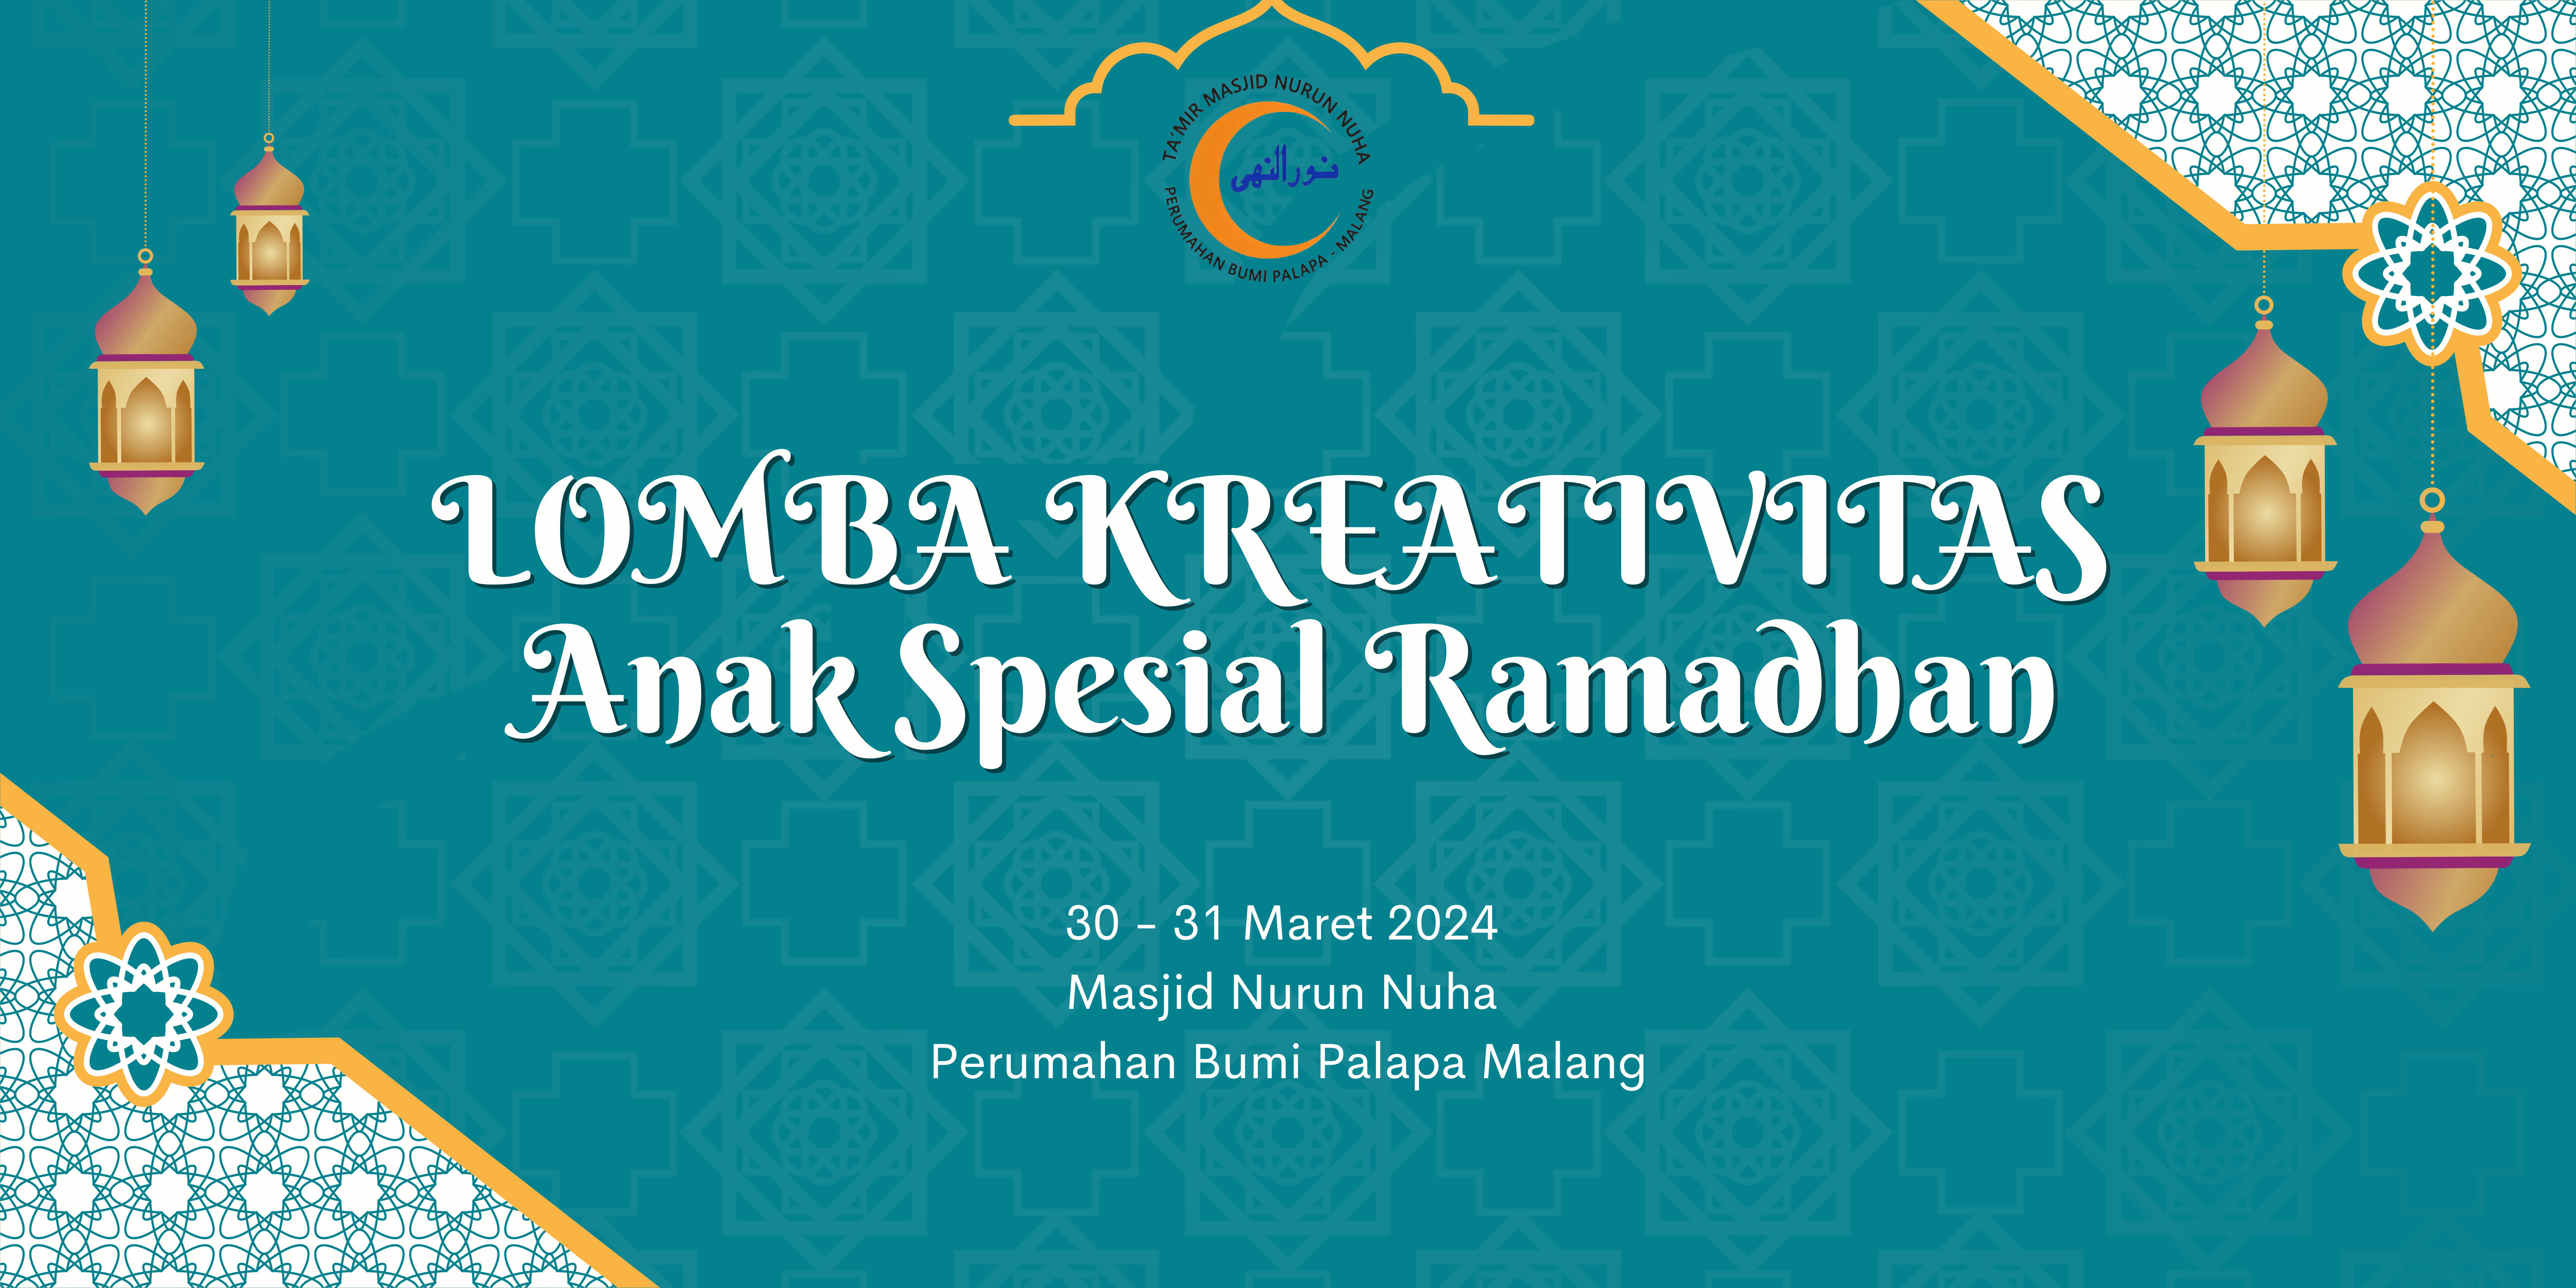 TA'MIR MASJID NURUN NUHA
نور النهى
PERUMAHAN BUMI PALAPA - MALANG
LOMBA KREATIVITAS
Anak Spesial Ramadhan
30 - 31 Maret 2024
Masjid Nurun Nuha
Perumahan Bumi Palapa Malang